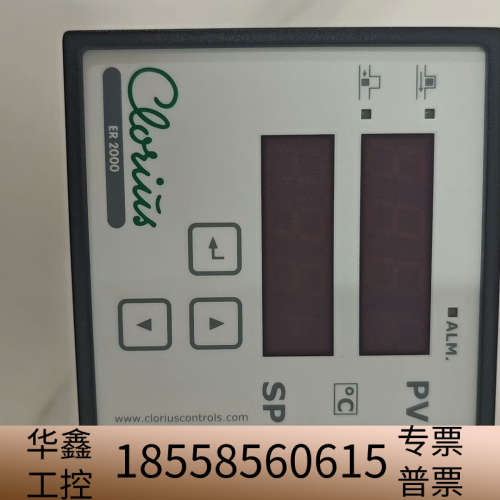 Clorius
ER 2000
ALM.
PV
°C
SP
www.cloriuscontrols.com
华鑫
工控
18558560615
专票
普票